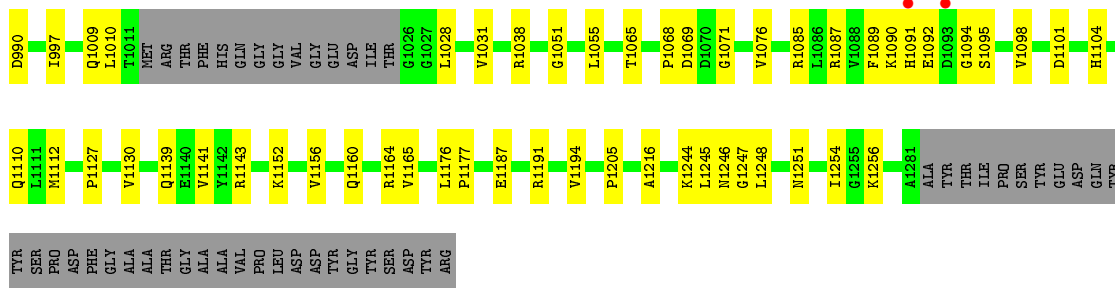 D990 I997 Q1009 L1010 T1011 MET ARG THR PHE HIS GLN GLY GLY VAL GLY GLU ASP ILE THR G1026 G1027 L1028 V1031 R1038 G1051 L1055 T1065 P1068 D1069 D1070 G1071 V1076 R1085 L1086 R1087 V1088 F1089 K1090 H1091 E1092 D1093 G1094 S1095 V1098 D1101 H1104
Q1110 L1111 M1112 P1127 V1130 Q1139 E1140 V1141 Y1142 R1143 K1152 V1156 Q1160 R1164 V1165 L1176 P1177 E1187 R1191 V1194 P1205 A1216 K1244 L1245 N1246 G1247 L1248 N1251 I1254 G1255 K1256 A1281 ALA TYR THR ILE PRO SER TYR GLU ASP GLN TYR
TYR SER PRO ASP PHE GLY ALA ALA THR GLY ALA ALA VAL PRO LEU ASP ASP TYR GLY TYR SER ASP TYR ARG